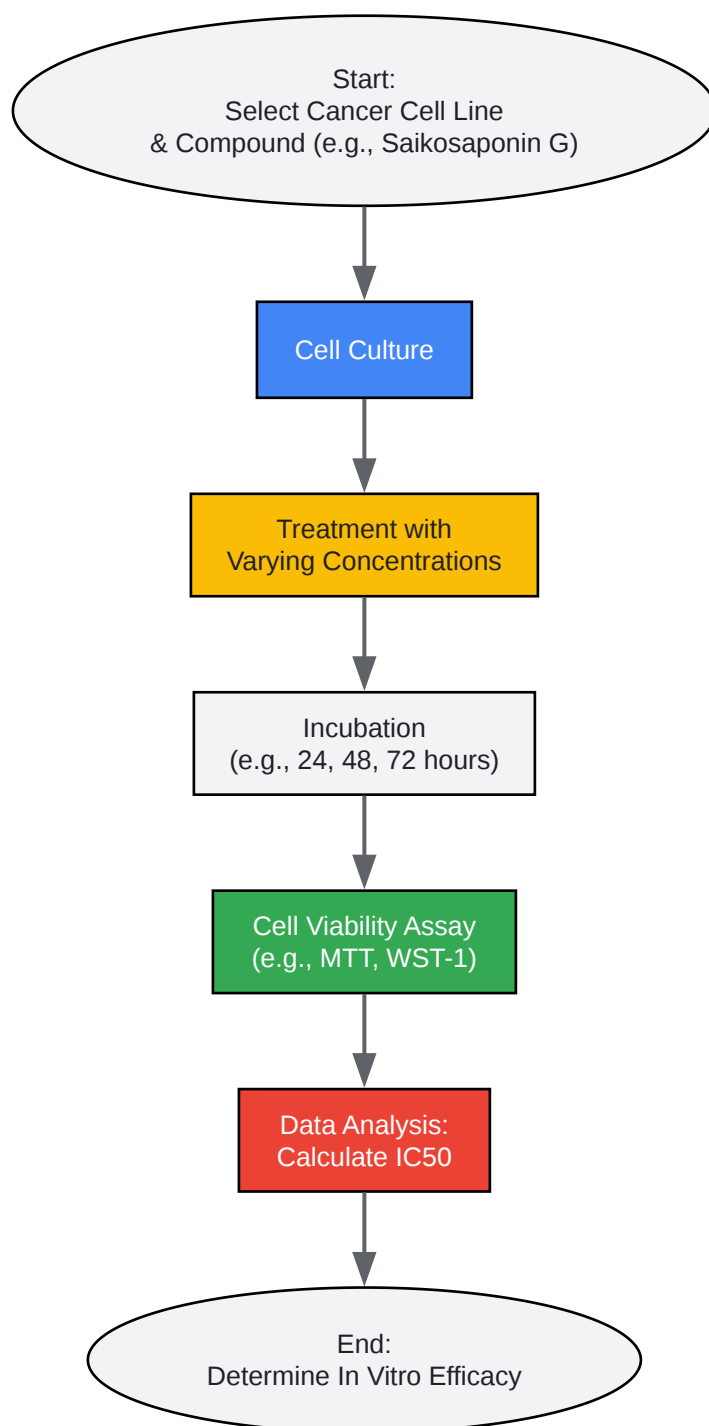 Start:
Select Cancer Cell Line
& Compound (e.g., Saikosaponin G)
Cell Culture
Treatment with
Varying Concentrations
Incubation
(e.g., 24, 48, 72 hours)
Cell Viability Assay
(e.g., MTT, WST-1)
Data Analysis:
Calculate IC50
End:
Determine In Vitro Efficacy